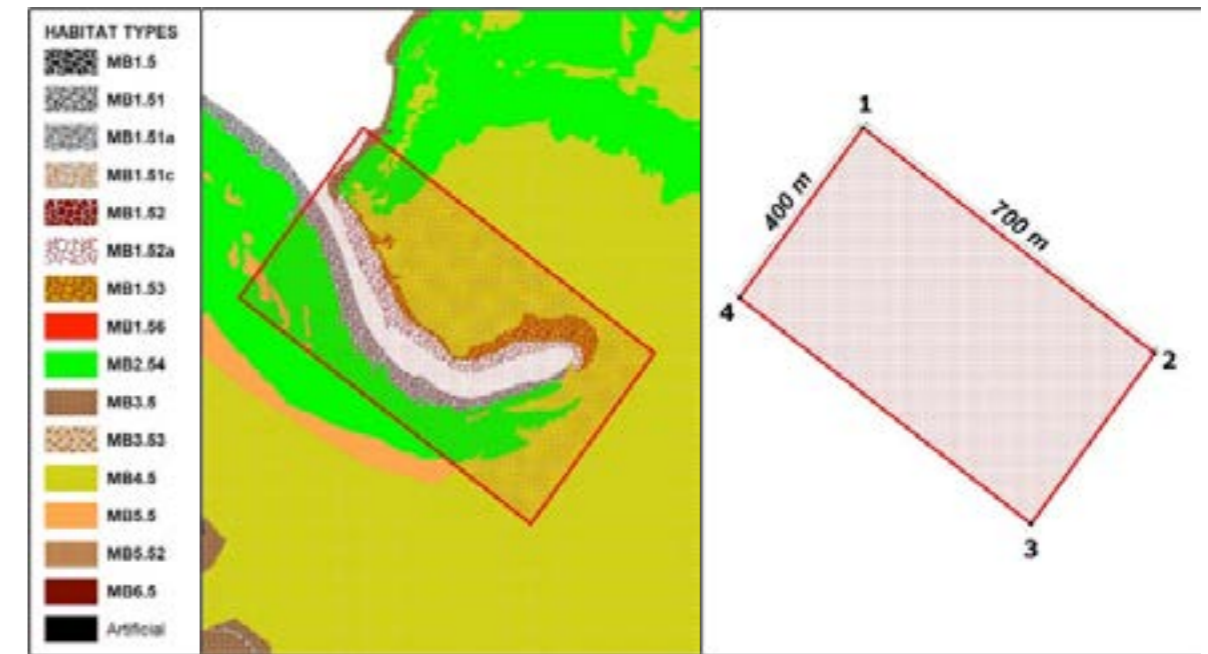 HABITAT TYPES
MB1.5
MB1.51
MB1.51a
MB1.51c
MB1.52
MB1.52a
MB1.53
MB1.56
MB2.54
MB3.5
MB3.53
MB4.5
MB5.5
MB5.52
MB6.5
Artificial
1
400 m
700 m
4
2
3